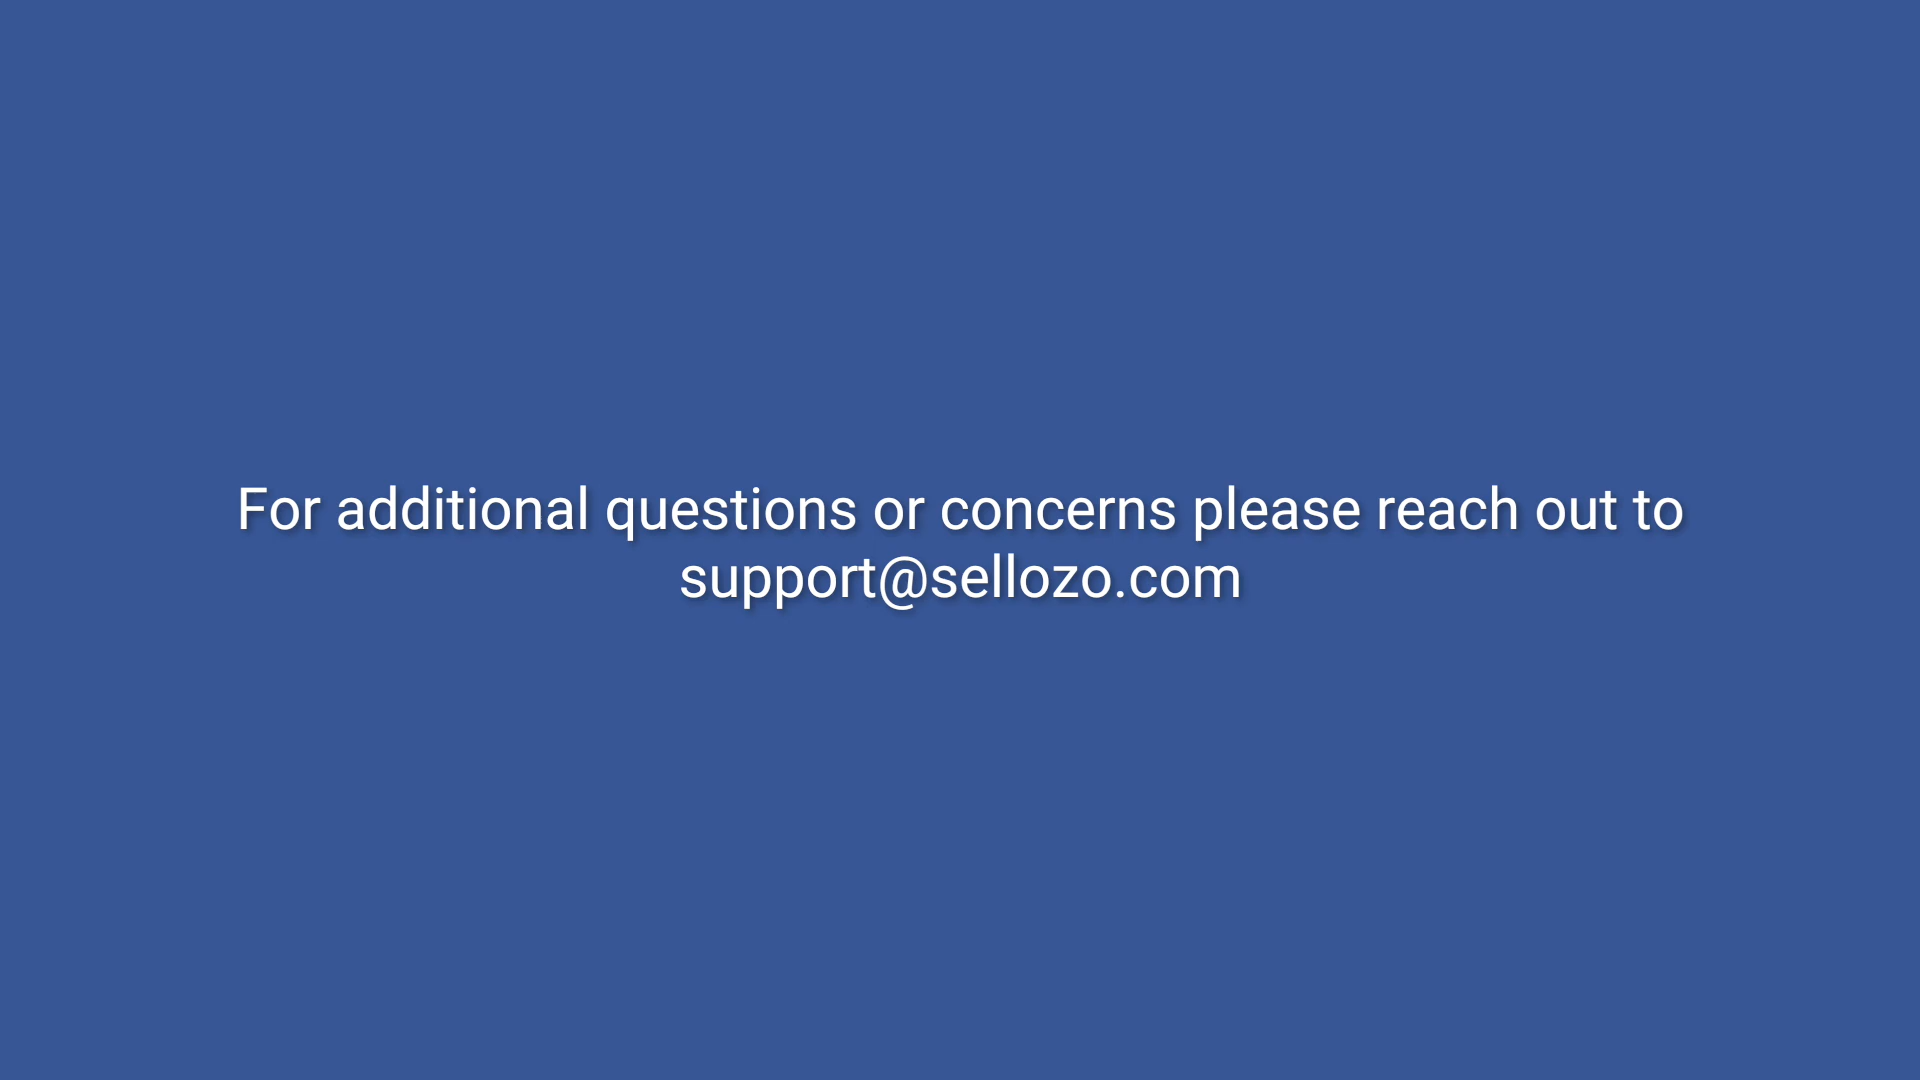 For additional questions or concerns please reach out to
support@sellozo.com